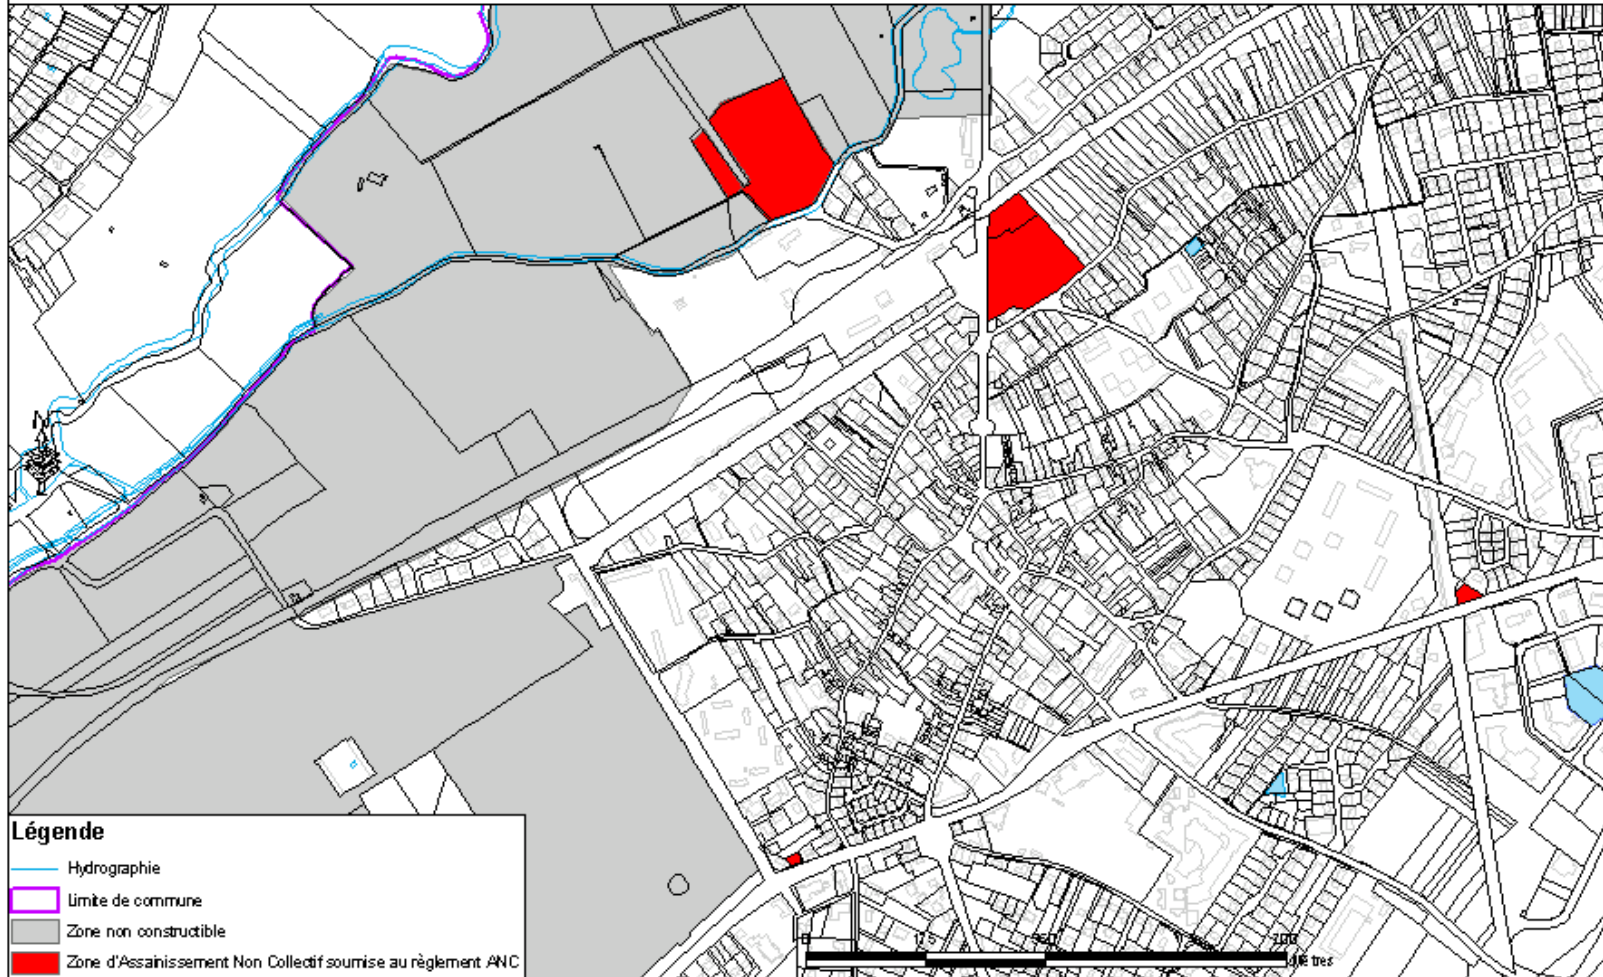 Légende
Hydrographie
Limite de commune
Zone non constructible
Zone d'Assainissement Non Collectif soumise au règlement ANC
0 175 350 700
Mètres